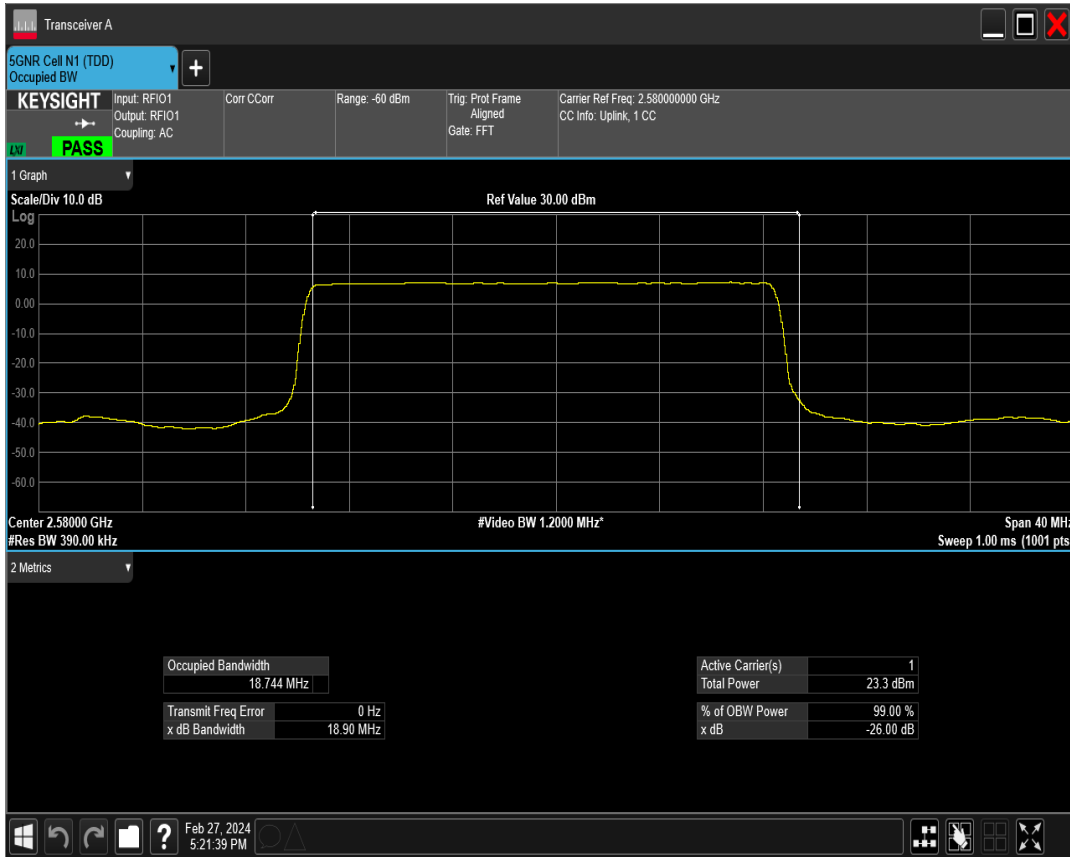 Transceiver A
5GNR Cell N1 (TDD)
Occupied BW
+
KEYSIGHT
LXI
PASS
Input: RFIO1
Output: RFIO1
Coupling: AC
Corr CCorr
Range: -60 dBm
Trig: Prot Frame
Aligned
Gate: FFT
Carrier Ref Freq: 2.580000000 GHz
CC Info: Uplink, 1 CC
1 Graph
Scale/Div 10.0 dB
Ref Value 30.00 dBm
Log
20.0
10.0
0.00
-10.0
-20.0
-30.0
-40.0
-50.0
-60.0
Center 2.58000 GHz
#Video BW 1.2000 MHz*
Span 40 MHz
#Res BW 390.00 kHz
Sweep 1.00 ms (1001 pts
2 Metrics
Occupied Bandwidth
18.744 MHz
Transmit Freq Error 0 Hz
x dB Bandwidth 18.90 MHz
Active Carrier(s) 1
Total Power 23.3 dBm
% of OBW Power 99.00 %
x dB -26.00 dB
?
Feb 27, 2024
5:21:39 PM